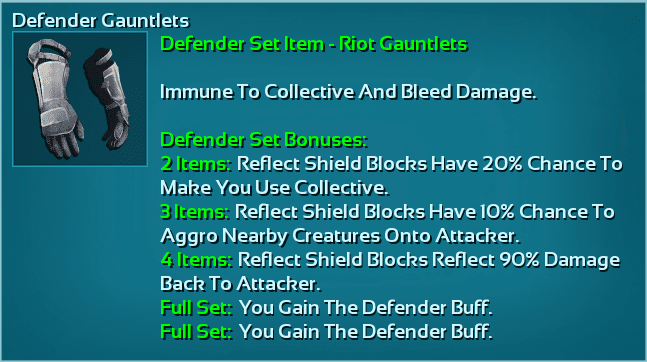 Defender Gauntlets
Defender Set Item - Riot Gauntlets
Immune To Collective And Bleed Damage.
Defender Set Bonuses:
2 Items: Reflect Shield Blocks Have 20% Chance To
Make You Use Collective.
3 Items: Reflect Shield Blocks Have 10% Chance To
Aggro Nearby Creatures Onto Attacker.
4 Items: Reflect Shield Blocks Reflect 90% Damage
Back To Attacker.
Full Set: You Gain The Defender Buff.
Full Set: You Gain The Defender Buff.